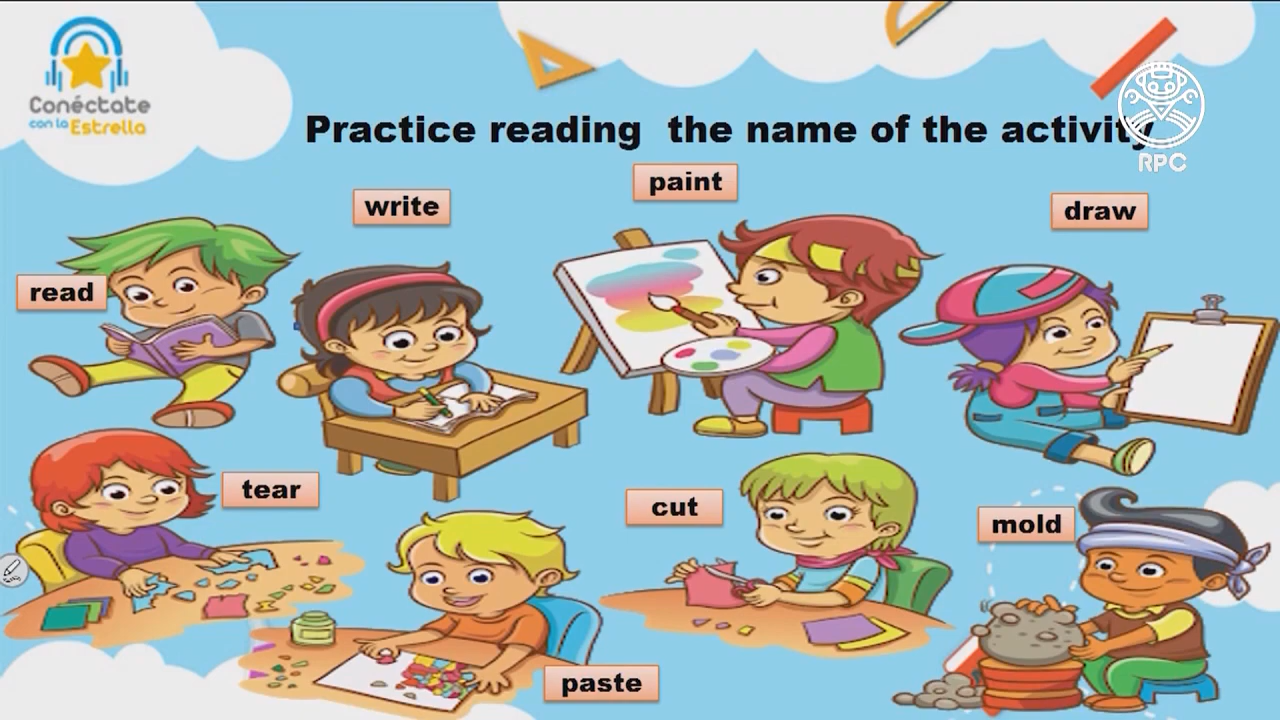 Conéctate
con la Estrella
Practice reading the name of the activity
RPC
paint
write
draw
read
tear
cut
mold
paste